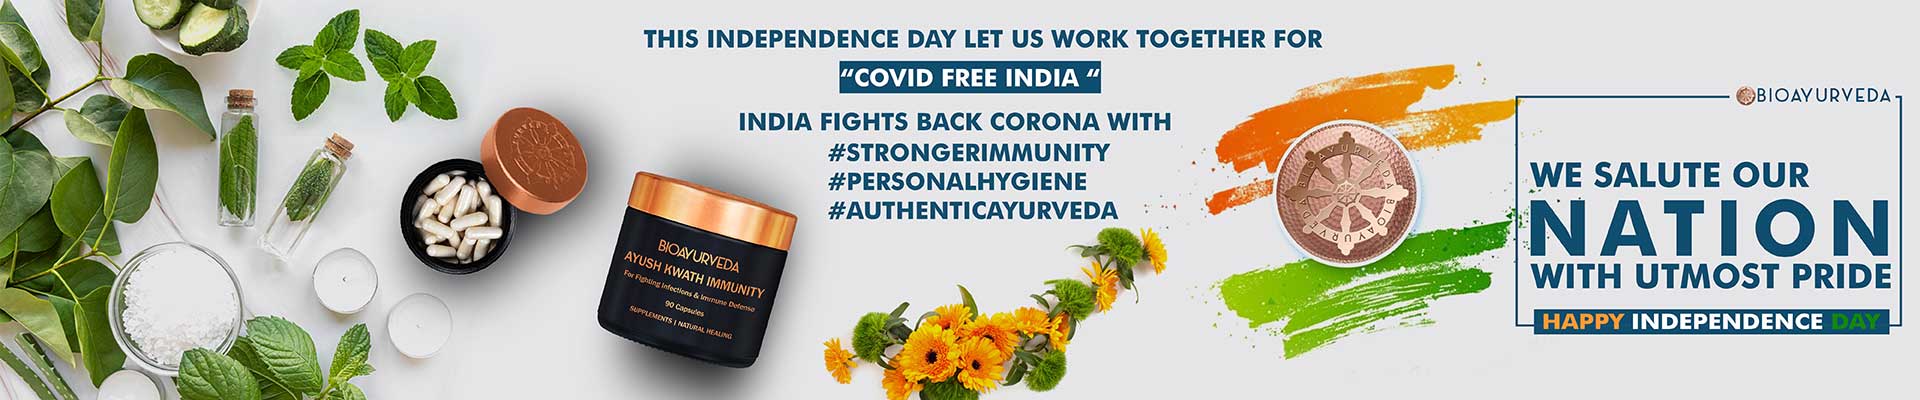 THIS INDEPENDENCE DAY LET US WORK TOGETHER FOR
“COVID FREE INDIA “
INDIA FIGHTS BACK CORONA WITH
#STRONGERIMMUNITY
#PERSONALHYGIENE
#AUTHENTICAYURVEDA
BIOAYURVEDA
AYUSH KWATH IMMUNITY
For Fighting Infections & Immune Defense
90 Capsules
SUPPLEMENTS | NATURAL HEALING
BIOAYURVEDA BIOAYURVEDA
BIOAYURVEDA
WE SALUTE OUR
NATION
WITH UTMOST PRIDE
HAPPY INDEPENDENCE DAY